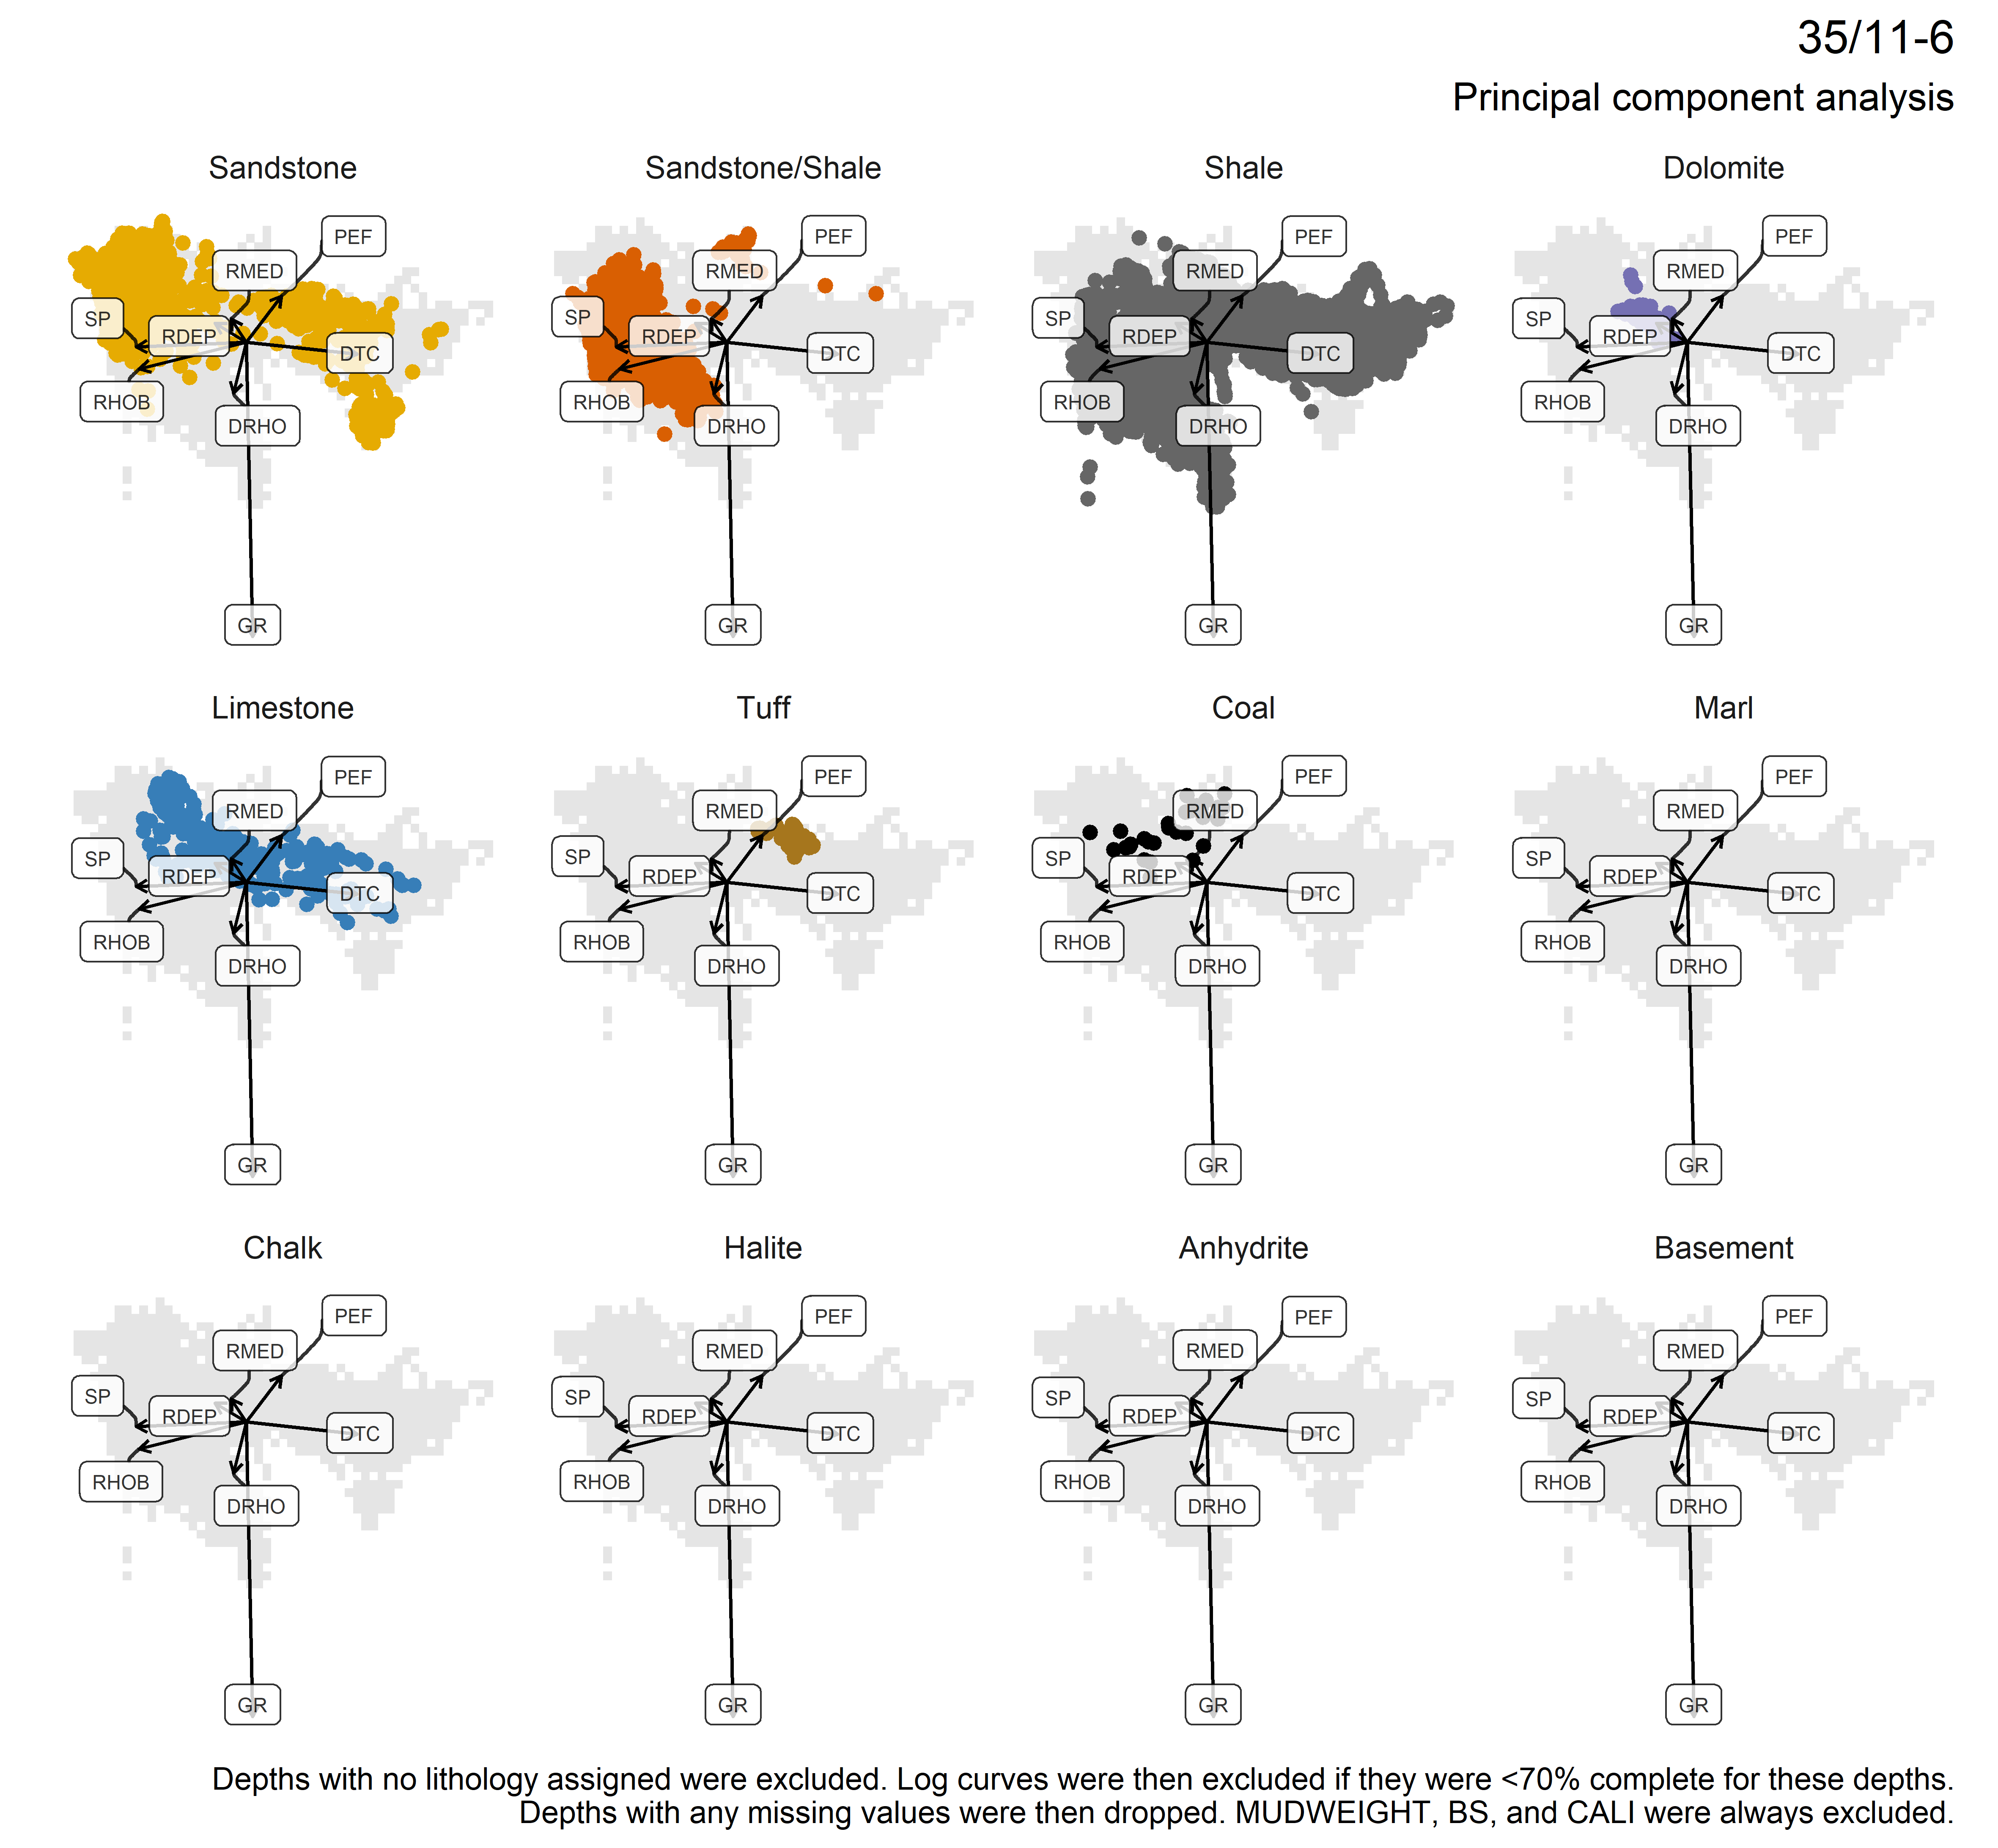 35/11-6
Principal component analysis
Sandstone
PEF
RMED
SP
RDEP
DTC
RHOB
DRHO
GR
Sandstone/Shale
PEF
RMED
SP
RDEP
DTC
RHOB
DRHO
GR
Shale
PEF
RMED
SP
RDEP
DTC
RHOB
DRHO
GR
Dolomite
PEF
RMED
SP
RDEP
DTC
RHOB
DRHO
GR
Limestone
PEF
RMED
SP
RDEP
DTC
RHOB
DRHO
GR
Tuff
PEF
RMED
SP
RDEP
DTC
RHOB
DRHO
GR
Coal
PEF
RMED
SP
RDEP
DTC
RHOB
DRHO
GR
Marl
PEF
RMED
SP
RDEP
DTC
RHOB
DRHO
GR
Chalk
PEF
RMED
SP
RDEP
DTC
RHOB
DRHO
GR
Halite
PEF
RMED
SP
RDEP
DTC
RHOB
DRHO
GR
Anhydrite
PEF
RMED
SP
RDEP
DTC
RHOB
DRHO
GR
Basement
PEF
RMED
SP
RDEP
DTC
RHOB
DRHO
GR
Depths with no lithology assigned were excluded. Log curves were then excluded if they were <70% complete for these depths.
Depths with any missing values were then dropped. MUDWEIGHT, BS, and CALI were always excluded.